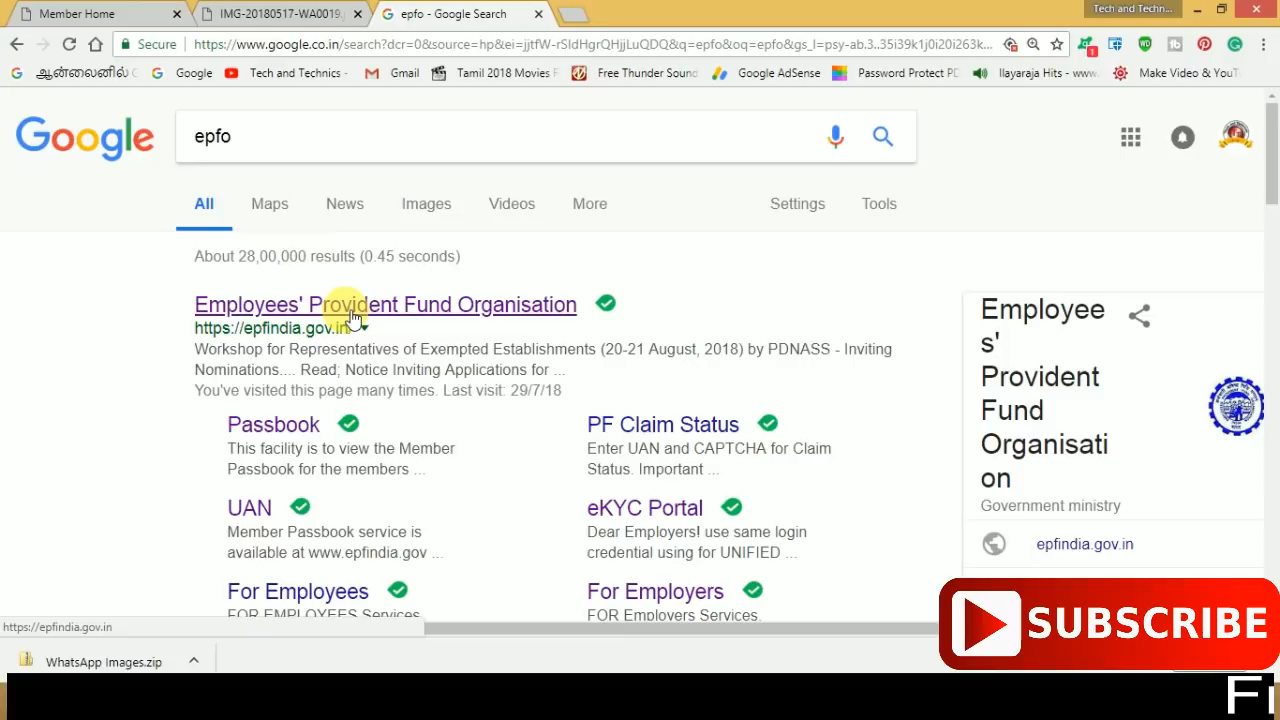 Member Home
IMG-20180517-WA0019.
epfo - Google Search
Tech and Techn...
Secure
https://www.google.co.in/search?dcr=0&source=hp&ei=jjtfW-rSIdHgrQHjjLuQDQ&q=epfo&oq=epfo&gs_l=psy-ab.3..35i39k1j0i20i263k...
ஆன்லைனில்
Google
Tech and Technics -
Gmail
Tamil 2018 Movies F
Free Thunder Sound
Google AdSense
Password Protect PD
Ilayaraja Hits - www.
Make Video & YouT
Google
epfo
All
Maps
News
Images
Videos
More
Settings
Tools
About 28,00,000 results (0.45 seconds)
Employees' Provident Fund Organisation
https://epfindia.gov.in
Workshop for Representatives of Exempted Establishments (20-21 August, 2018) by PDNASS - Inviting
Nominations.... Read; Notice Inviting Applications for ...
You've visited this page many times. Last visit: 29/7/18
Passbook
This facility is to view the Member
Passbook for the members ...
PF Claim Status
Enter UAN and CAPTCHA for Claim
Status. Important ...
UAN
Member Passbook service is
available at www.epfindia.gov ...
eKYC Portal
Dear Employers! use same login
credential using for UNIFIED ...
For Employees
FOR EMPLOYEES Services
For Employers
FOR Employers Services.
Employee
s'
Provident
Fund
Organisati
on
Government ministry
epfindia.gov.in
SUBSCRIBE
https://epfindia.gov.in
WhatsApp Images.zip